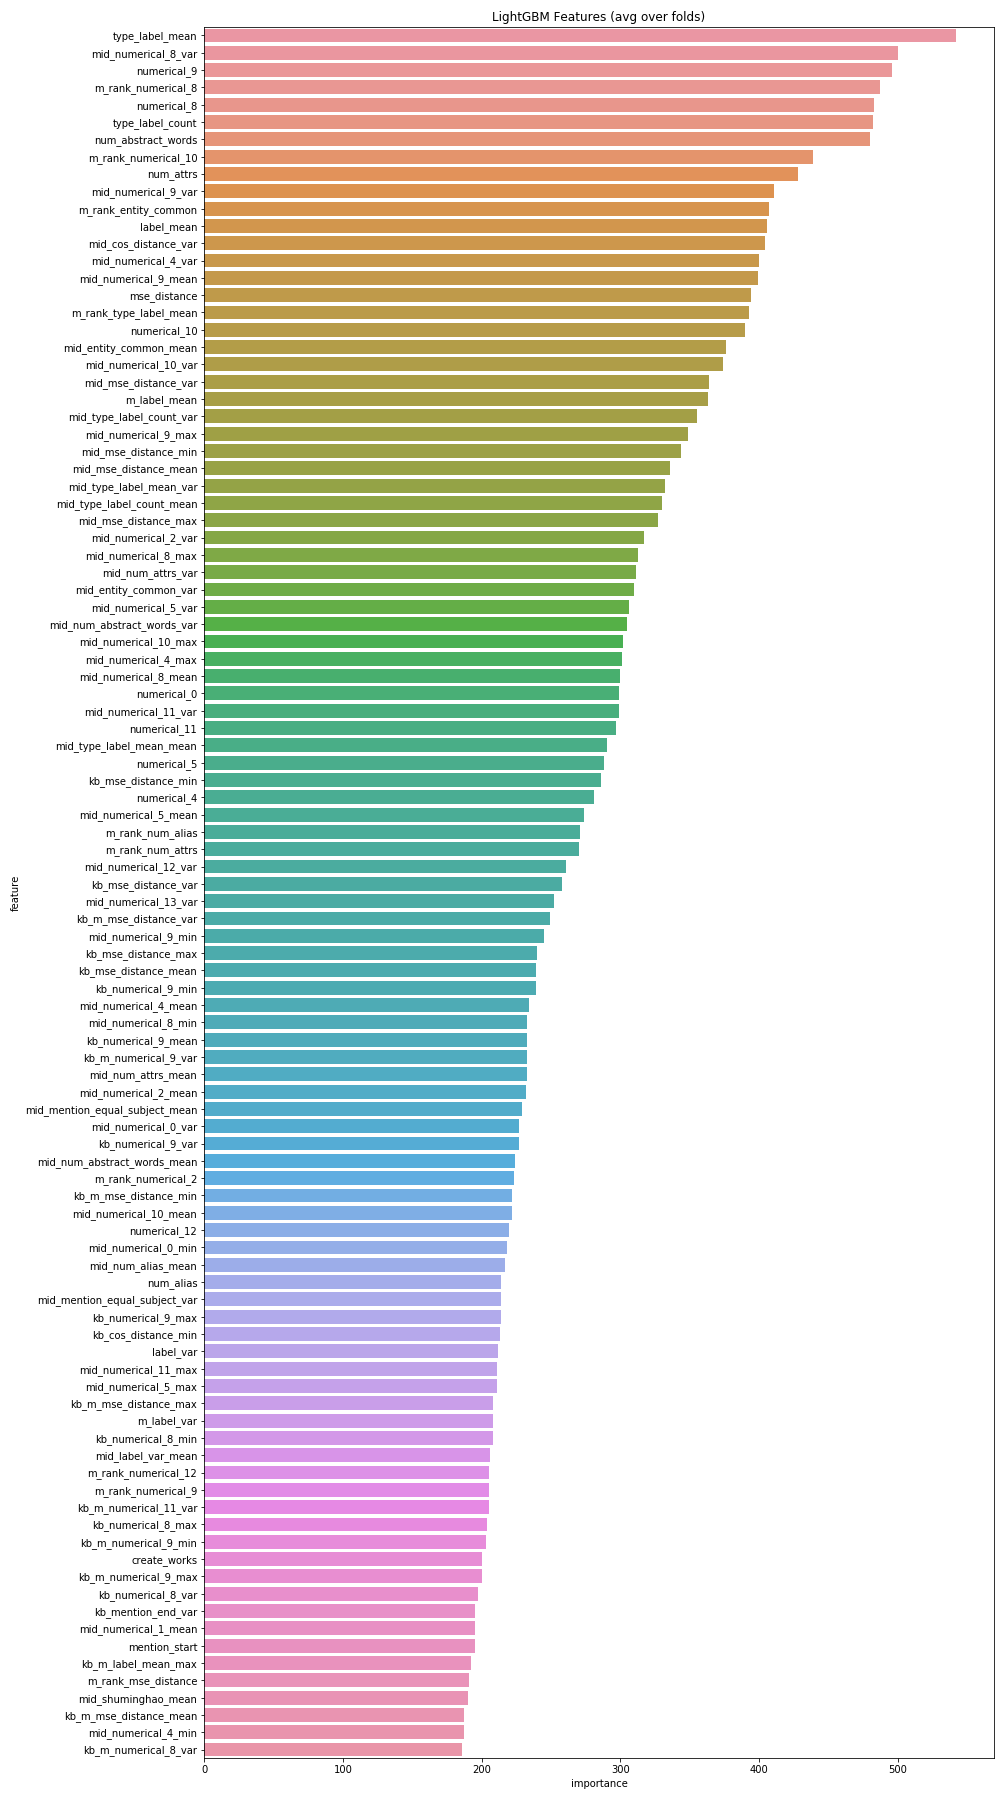 LightGBM Features (avg over folds)
type_label_mean
mid_numerical_8_var
numerical_9
m_rank_numerical_8
numerical_8
type_label_count
num_abstract_words
m_rank_numerical_10
num_attrs
mid_numerical_9_var
m_rank_entity_common
label_mean
mid_cos_distance_var
mid_numerical_4_var
mid_numerical_9_mean
mse_distance
m_rank_type_label_mean
numerical_10
mid_entity_common_mean
mid_numerical_10_var
mid_mse_distance_var
m_label_mean
mid_type_label_count_var
mid_numerical_9_max
mid_mse_distance_min
mid_mse_distance_mean
mid_type_label_mean_var
mid_type_label_count_mean
mid_mse_distance_max
mid_numerical_2_var
mid_numerical_8_max
mid_num_attrs_var
mid_entity_common_var
mid_numerical_5_var
mid_num_abstract_words_var
mid_numerical_10_max
mid_numerical_4_max
mid_numerical_8_mean
numerical_0
mid_numerical_11_var
numerical_11
mid_type_label_mean_mean
numerical_5
kb_mse_distance_min
numerical_4
mid_numerical_5_mean
m_rank_num_alias
m_rank_num_attrs
mid_numerical_12_var
kb_mse_distance_var
mid_numerical_13_var
kb_m_mse_distance_var
mid_numerical_9_min
kb_mse_distance_max
kb_mse_distance_mean
kb_numerical_9_min
mid_numerical_4_mean
mid_numerical_8_min
kb_numerical_9_mean
kb_m_numerical_9_var
mid_num_attrs_mean
mid_numerical_2_mean
mid_mention_equal_subject_mean
mid_numerical_0_var
kb_numerical_9_var
mid_num_abstract_words_mean
m_rank_numerical_2
kb_m_mse_distance_min
mid_numerical_10_mean
numerical_12
mid_numerical_0_min
mid_num_alias_mean
num_alias
mid_mention_equal_subject_var
kb_numerical_9_max
kb_cos_distance_min
label_var
mid_numerical_11_max
mid_numerical_5_max
kb_m_mse_distance_max
m_label_var
kb_numerical_8_min
mid_label_var_mean
m_rank_numerical_12
m_rank_numerical_9
kb_m_numerical_11_var
kb_numerical_8_max
kb_m_numerical_9_min
create_works
kb_m_numerical_9_max
kb_numerical_8_var
kb_mention_end_var
mid_numerical_1_mean
mention_start
kb_m_label_mean_max
m_rank_mse_distance
mid_shuminghao_mean
kb_m_mse_distance_mean
mid_numerical_4_min
kb_m_numerical_8_var
feature
0 100 200 300 400 500
importance